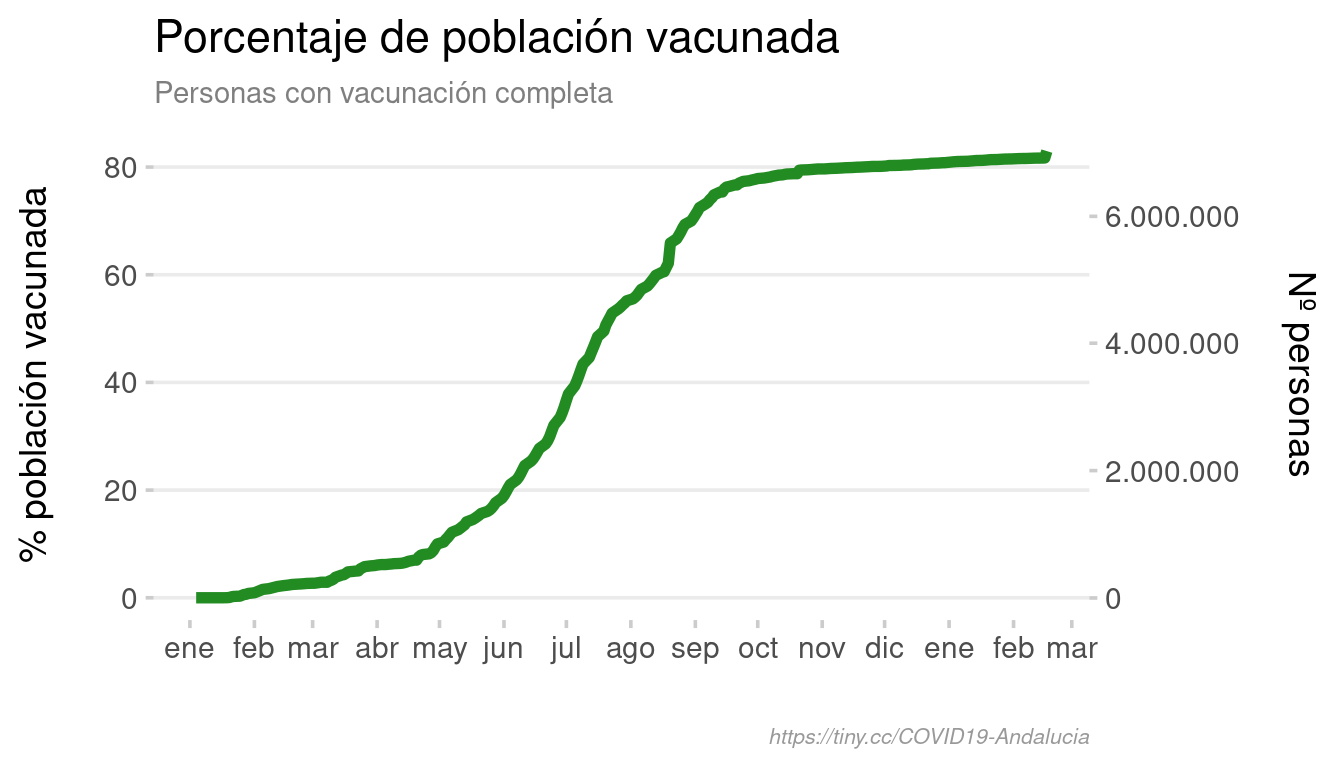 Porcentaje de población vacunada
Personas con vacunación completa
% población vacunada
80
60
40
20
0
6.000.000
4.000.000
2.000.000
0
Nº personas
ene feb mar abr may jun jul ago sep oct nov dic ene feb mar
https://tiny.cc/COVID19-Andalucia